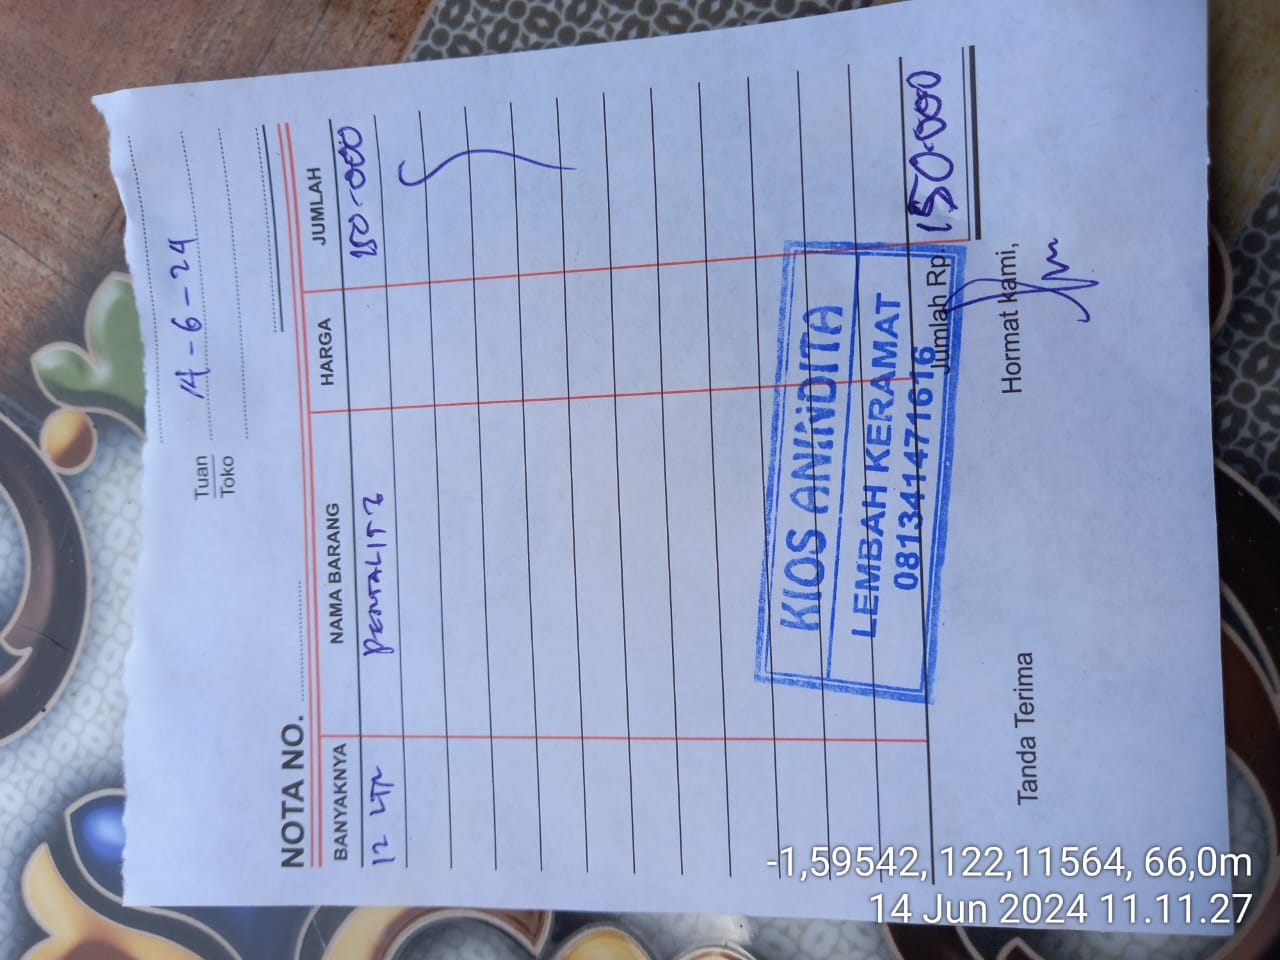 14-6-24
Tuan
Toko
NOTA NO.
BANYAKNYA NAMA BARANG HARGA JUMLAH
12 LTR PERTALITE 150.000
KIOS ANINDITA
LEMBAH KERAMAT
081341471616
Jumlah Rp. 150.000
Tanda Terima Hormat kami,
-1,59542, 122,11564, 66,0m
14 Jun 2024 11.11.27